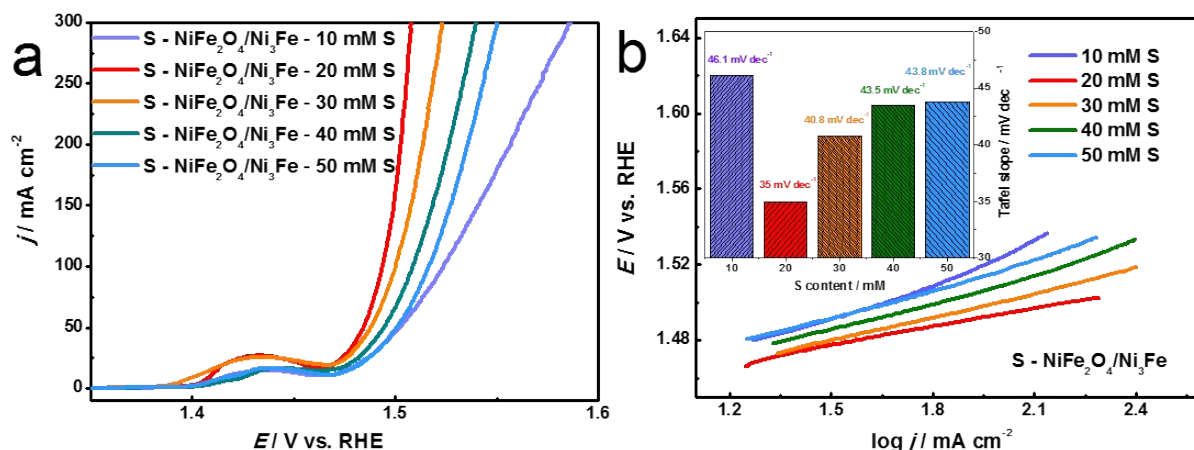 a
300
250
200
150
100
50
0
j / mA cm⁻²
S - NiFe₂O₄/Ni₃Fe - 10 mM S
S - NiFe₂O₄/Ni₃Fe - 20 mM S
S - NiFe₂O₄/Ni₃Fe - 30 mM S
S - NiFe₂O₄/Ni₃Fe - 40 mM S
S - NiFe₂O₄/Ni₃Fe - 50 mM S
1.4 1.5 1.6
E / V vs. RHE
b
1.64
1.60
1.56
1.52
1.48
E / V vs. RHE
46.1 mV dec⁻¹
35 mV dec⁻¹
40.8 mV dec⁻¹
43.5 mV dec⁻¹
43.8 mV dec⁻¹
50
45
40
35
30
Tafel slope / mV dec⁻¹
10 20 30 40 50
S content / mM
10 mM S
20 mM S
30 mM S
40 mM S
50 mM S
S - NiFe₂O₄/Ni₃Fe
1.2 1.5 1.8 2.1 2.4
log j / mA cm⁻²